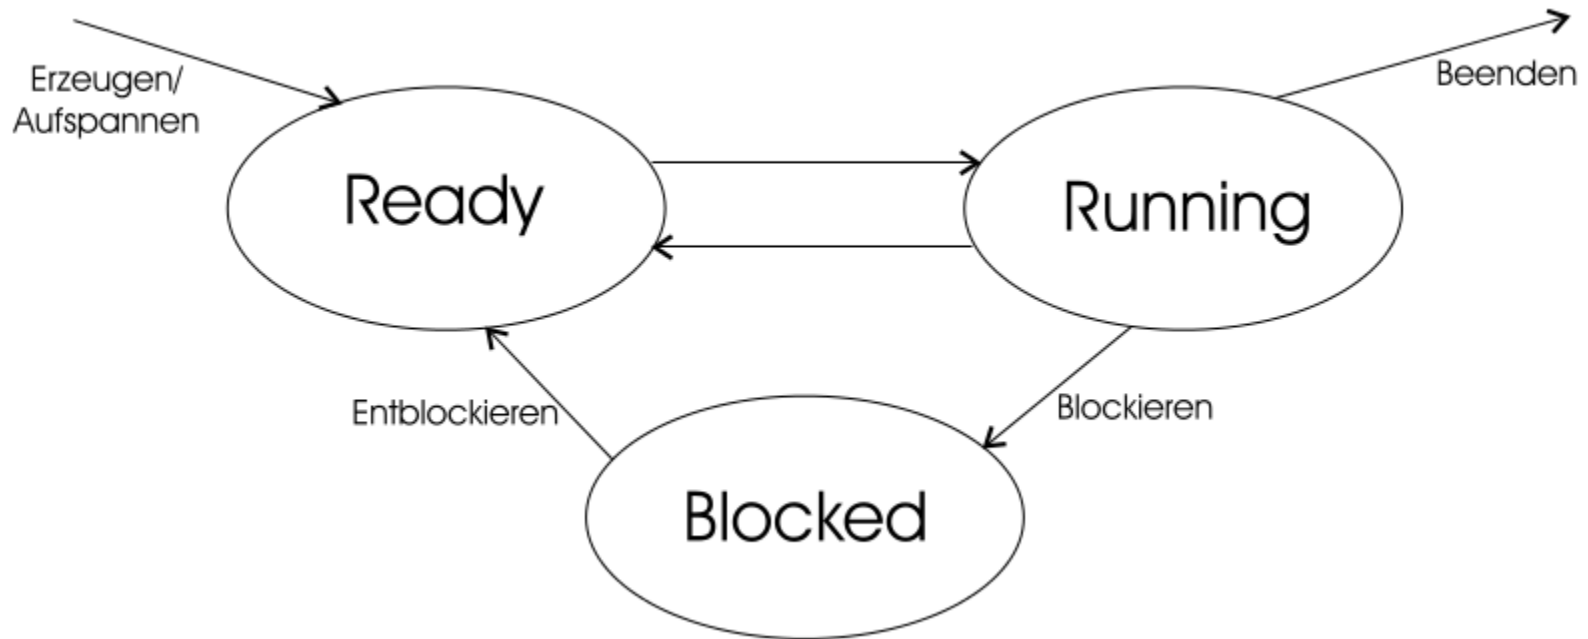 Erzeugen/
Aufspannen
Beenden
Ready
Running
Entblockieren
Blockieren
Blocked